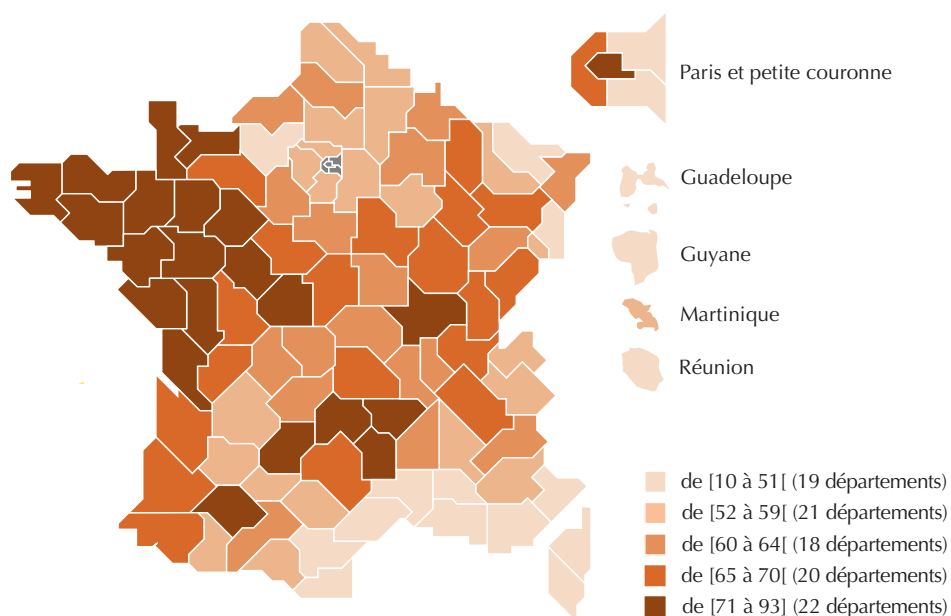 Paris et petite couronne
Guadeloupe
Guyane
Martinique
Réunion
de [10 à 51[ (19 départements)
de [52 à 59[ (21 départements)
de [60 à 64[ (18 départements)
de [65 à 70[ (20 départements)
de [71 à 93] (22 départements)